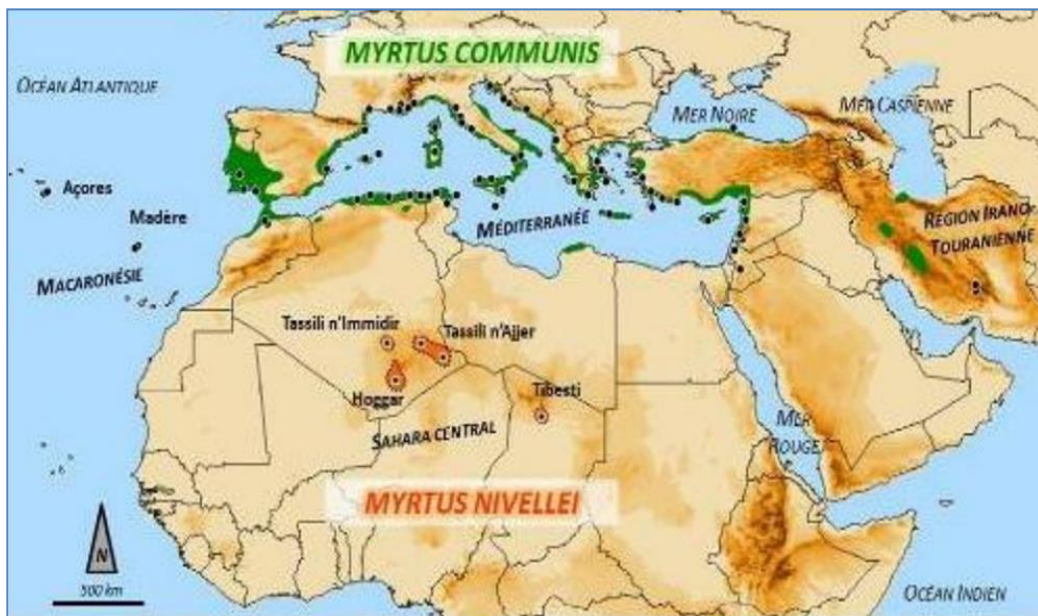 MYRTUS COMMUNIS
OCÉAN ATLANTIQUE
MER NOIRE
MER CASPIENNE
Açores
Madère
MÉDITERRANÉE
RÉGION IRANO-
TOURANIENNE
MACARONÉSIE
Tassili n'Immidir
Tassili n'Ajjer
Hoggar
Tibesti
SAHARA CENTRAL
MER
ROUGE
MYRTUS NIVELLEI
N
500 km
OCÉAN INDIEN